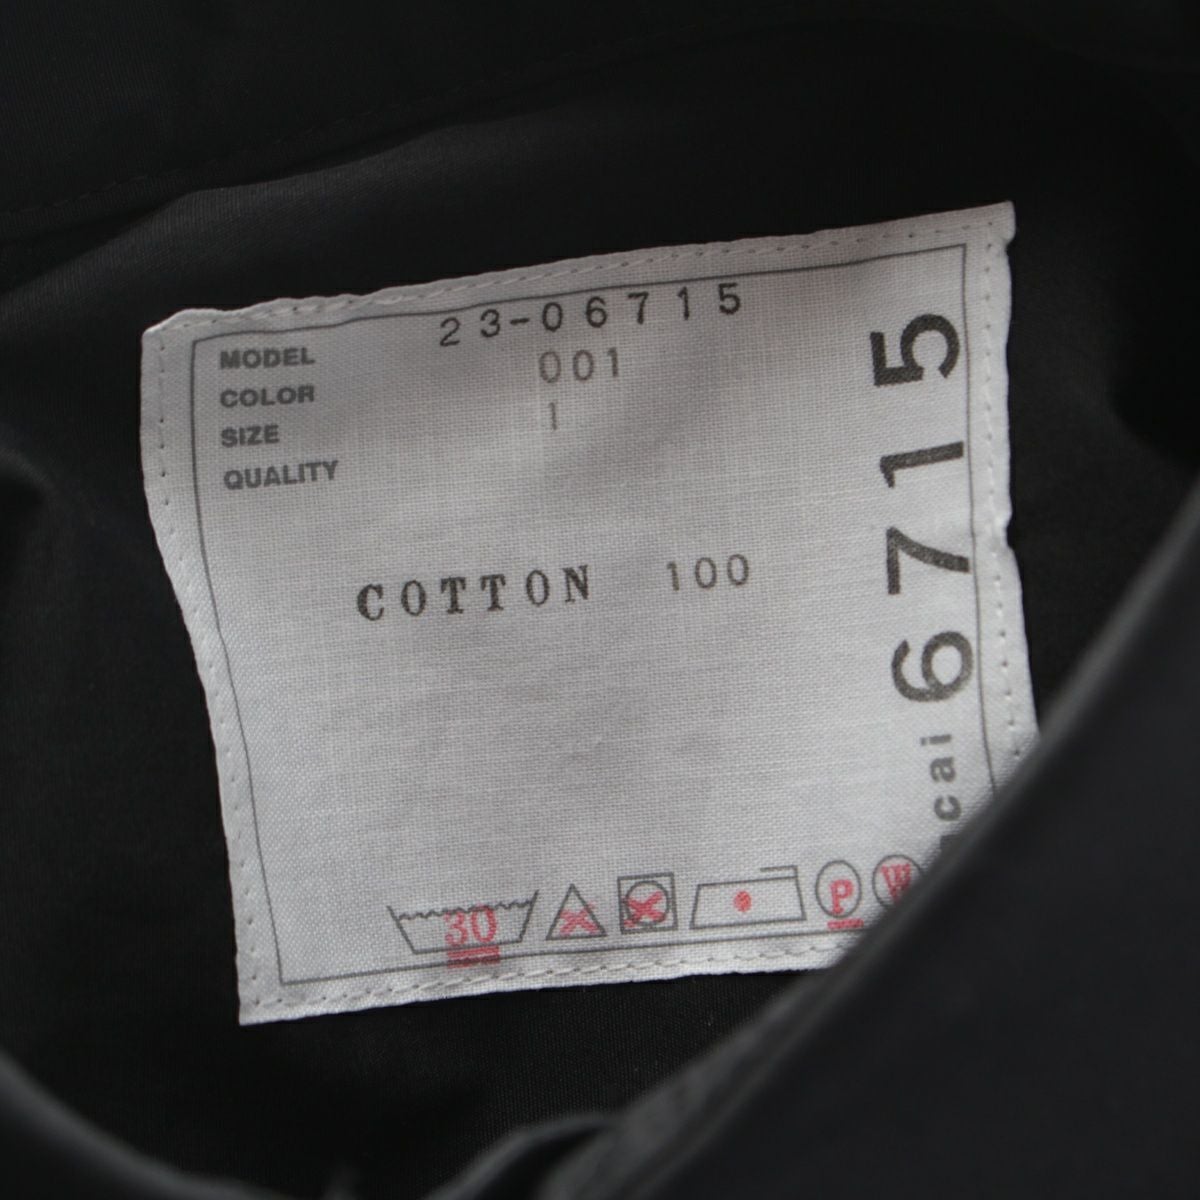 23-06715
MODEL
001
COLOR
1
SIZE
QUALITY
COTTON 100
30
P
W
cai 6715